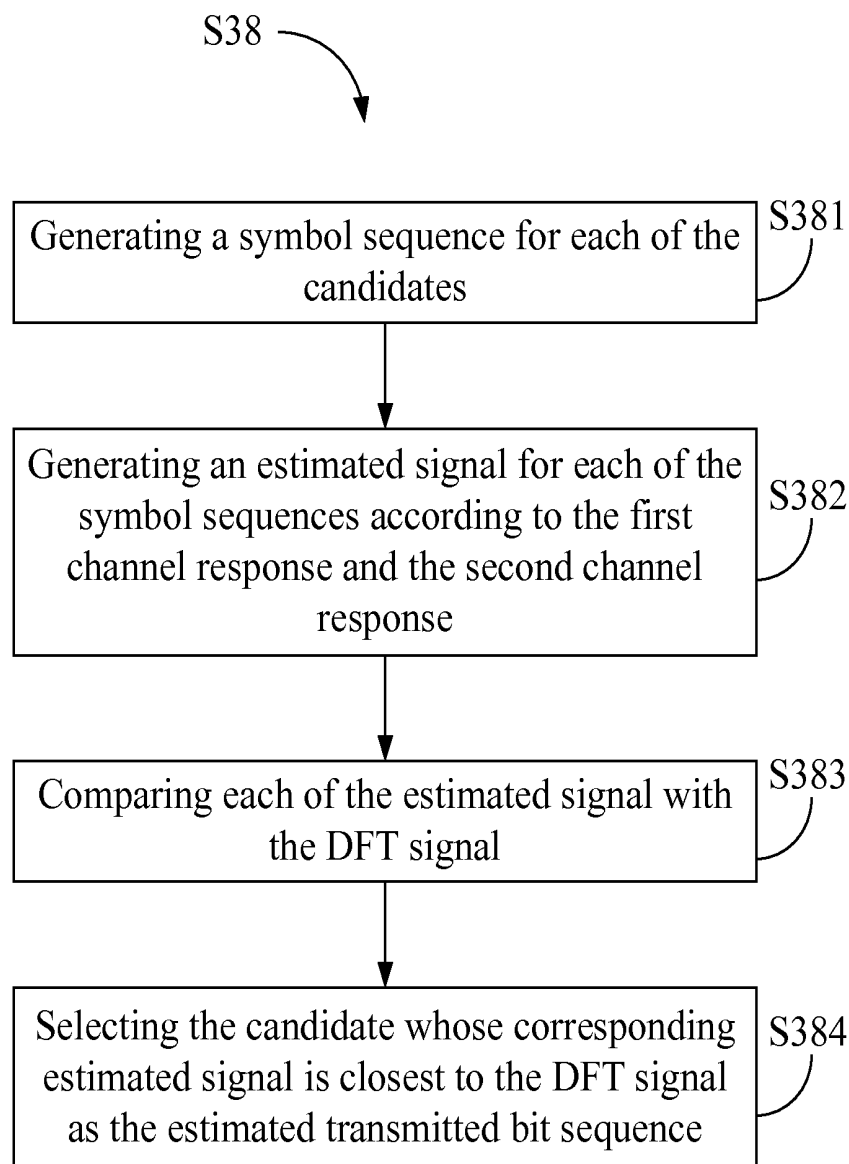 S38
Generating a symbol sequence for each of the
candidates
S381
Generating an estimated signal for each of the
symbol sequences according to the first
channel response and the second channel
response
S382
Comparing each of the estimated signal with
the DFT signal
S383
Selecting the candidate whose corresponding
estimated signal is closest to the DFT signal
as the estimated transmitted bit sequence
S384